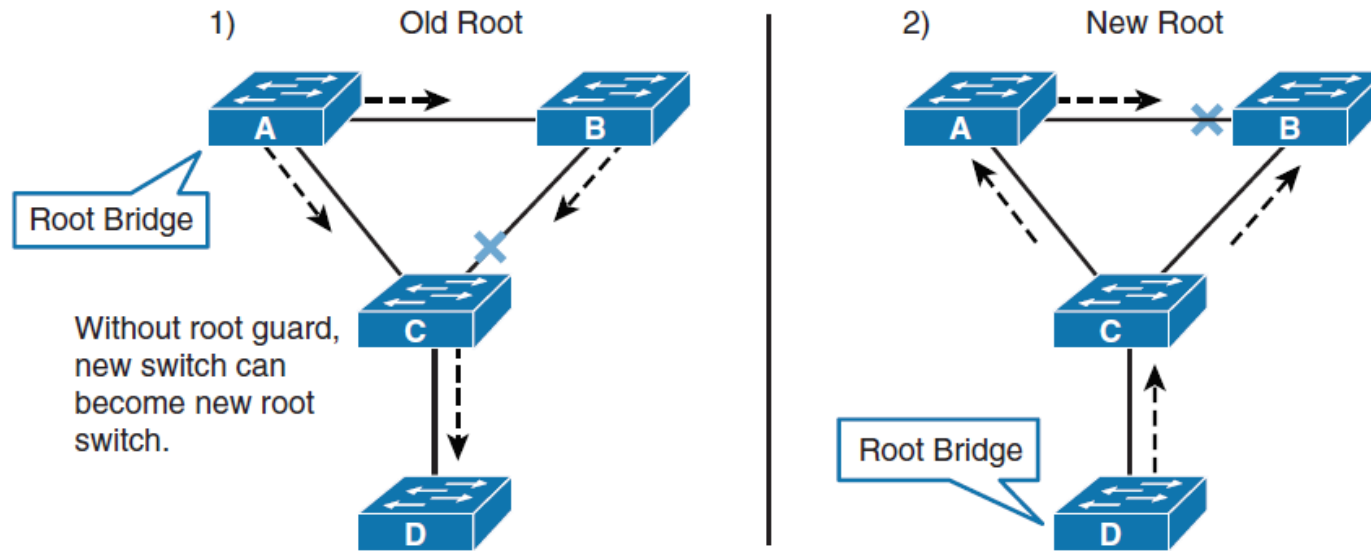 1) Old Root
A
B
Root Bridge
C
Without root guard,
new switch can
become new root
switch.
D
2) New Root
A
B
C
Root Bridge
D